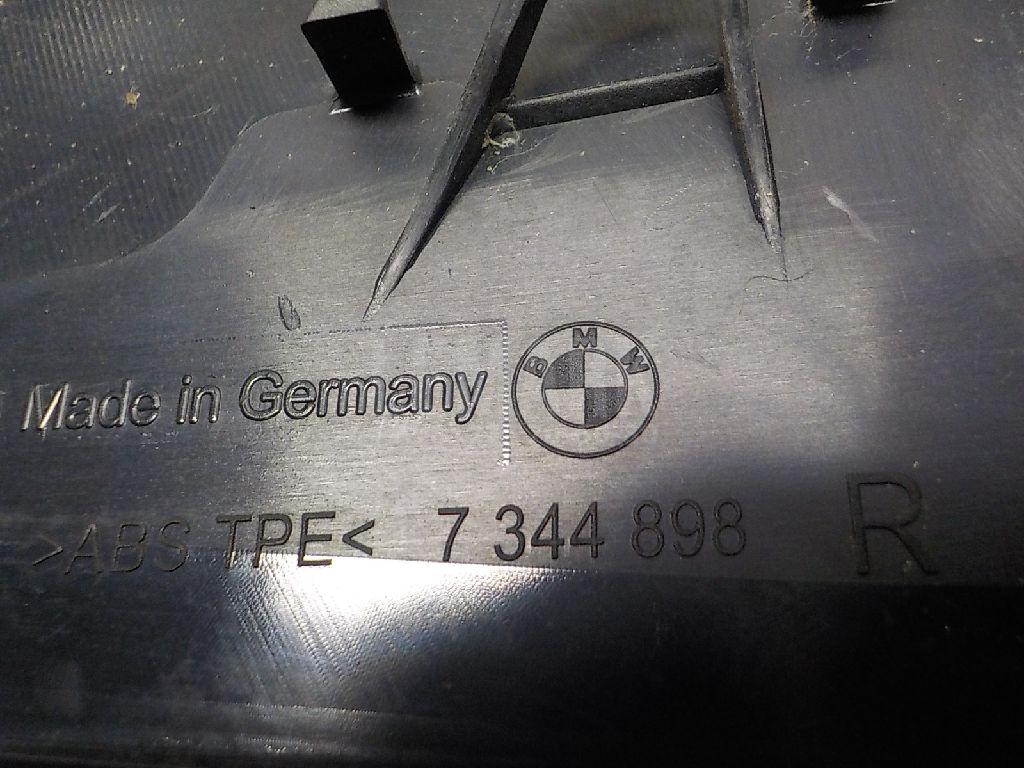 BMW
Made in Germany
>ABS TPE< 7 344 898 R